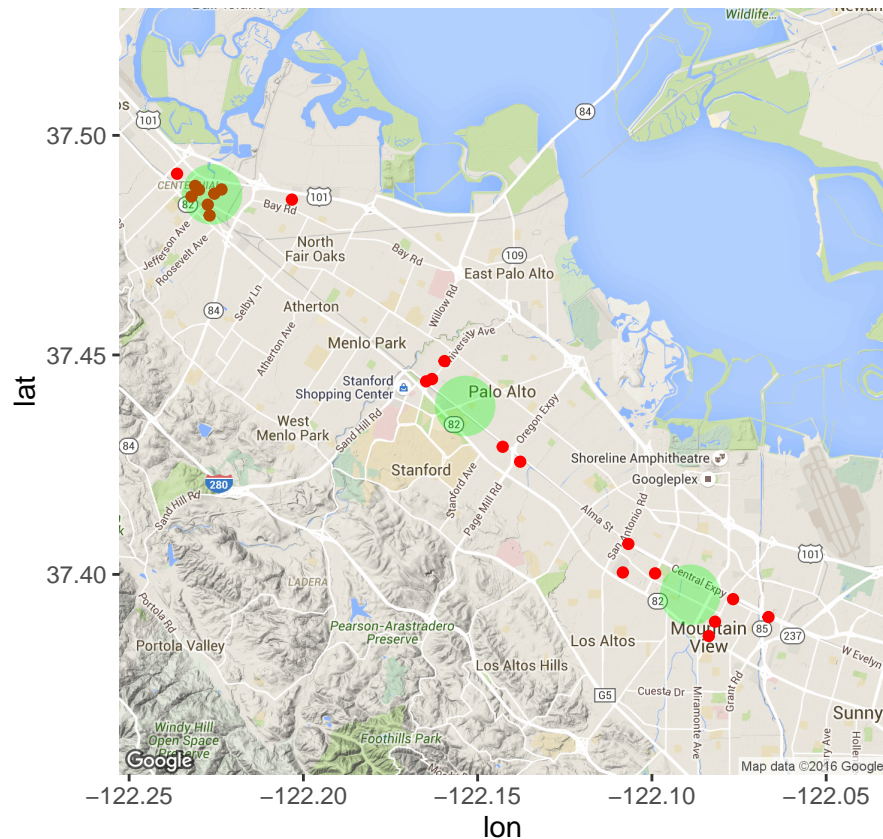 Wildlife...
Newark
101
84
37.50
101
CENTENNIAL
82
101
Bay Rd
Jefferson Ave
Roosevelt Ave
North
Fair Oaks
Bay Rd
109
East Palo Alto
84
Selby Ln
Atherton
Willow Rd
Atherton Ave
Menlo Park
University Ave
37.45
lat
Stanford
Shopping Center
Palo Alto
West
Menlo Park
Sand Hill Rd
82
Oregon Expy
84
Stanford
Shoreline Amphitheatre
280
Googleplex
Sand Hill Rd
Stanford Ave
Page Mill Rd
Alma St
San Antonio Rd
101
37.40
LADERA
Central Expy
82
Portola Rd
Pearson-Arastradero
Preserve
Mountain
View
85
237
Portola Valley
Los Altos
W Evelyn
Los Altos Hills
Cuesta Dr
G5
Miramonte Ave
Grant Rd
Sunny
Windy Hill
Open Space
Preserve
Foothills Park
Google
Map data ©2016 Google
−122.25
−122.20
−122.15
−122.10
−122.05
lon